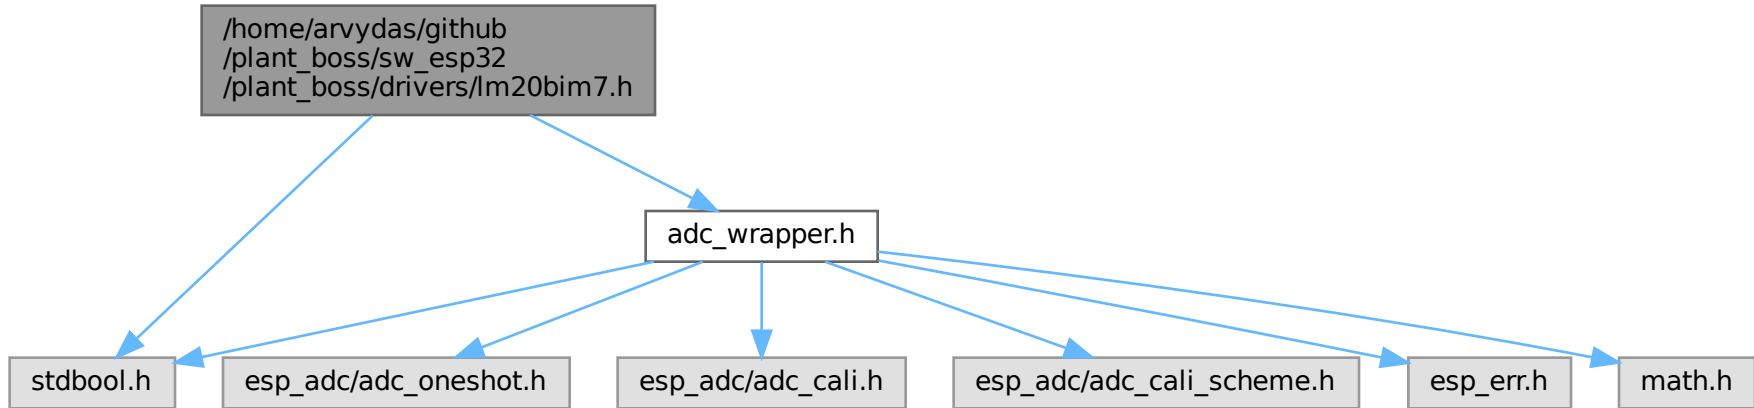 /home/arvydas/github
/plant_boss/sw_esp32
/plant_boss/drivers/lm20bim7.h
adc_wrapper.h
stdbool.h
esp_adc/adc_oneshot.h
esp_adc/adc_cali.h
esp_adc/adc_cali_scheme.h
esp_err.h
math.h